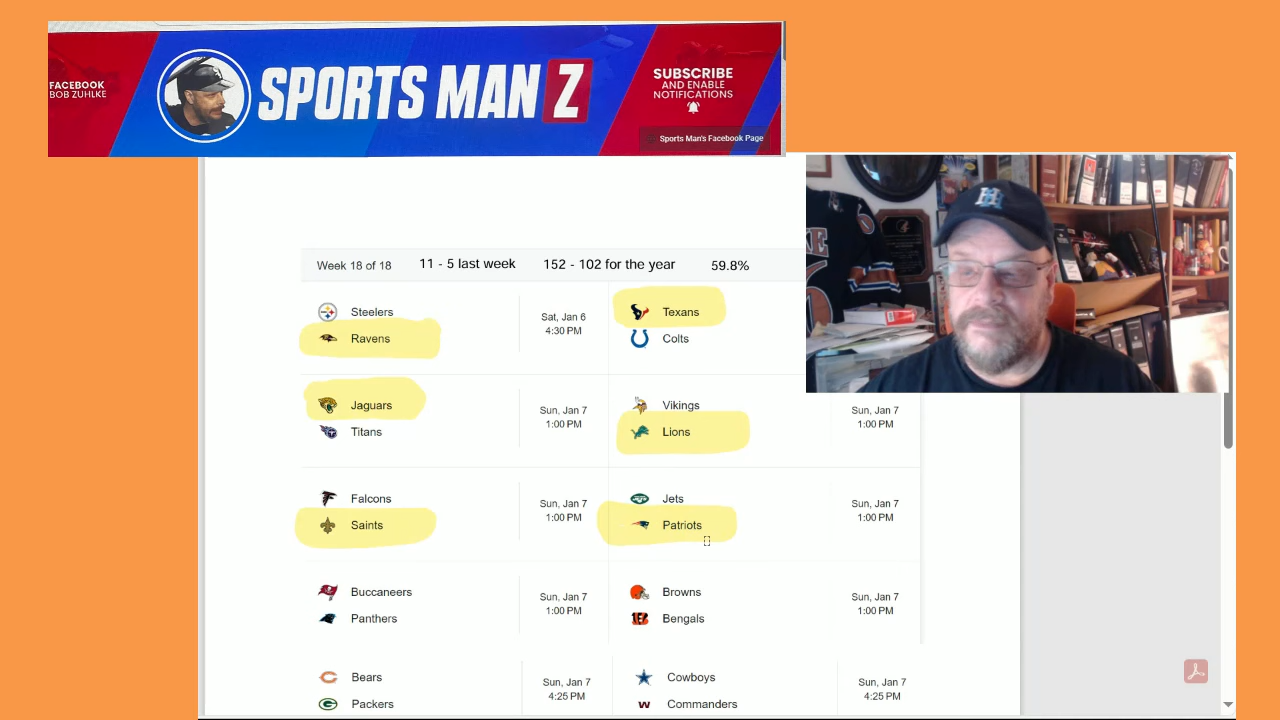 FACEBOOK
BOB ZUHLKE
SPORTS MAN Z
SUBSCRIBE
AND ENABLE
NOTIFICATIONS
Sports Man's Facebook Page
Week 18 of 18 11 - 5 last week 152 - 102 for the year 59.8%
Steelers
Ravens
Sat, Jan 6
4:30 PM
Texans
Colts
Jaguars
Titans
Sun, Jan 7
1:00 PM
Vikings
Lions
Sun, Jan 7
1:00 PM
Falcons
Saints
Sun, Jan 7
1:00 PM
Jets
Patriots
Sun, Jan 7
1:00 PM
Buccaneers
Panthers
Sun, Jan 7
1:00 PM
Browns
Bengals
Sun, Jan 7
1:00 PM
Bears
Packers
Sun, Jan 7
4:25 PM
Cowboys
Commanders
Sun, Jan 7
4:25 PM